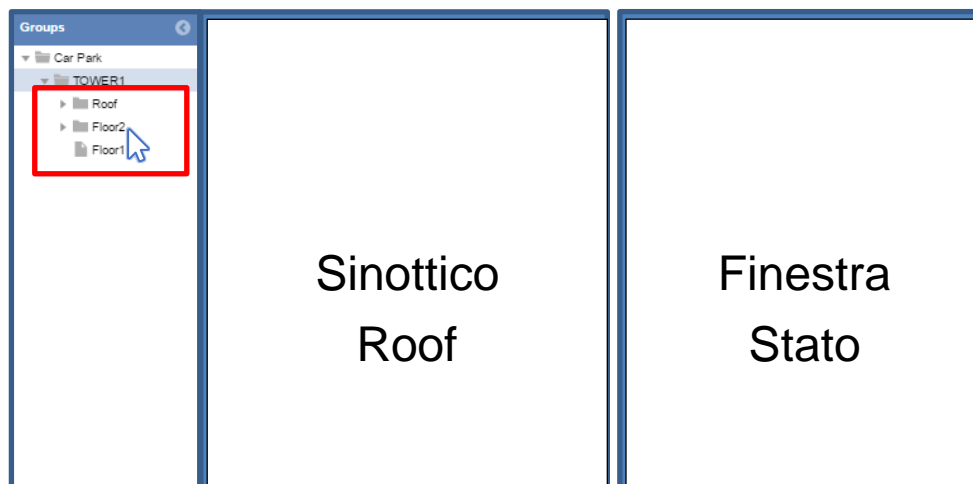 Groups
Car Park
TOWER1
Roof
Floor2
Floor1
Sinottico
Roof
Finestra
Stato